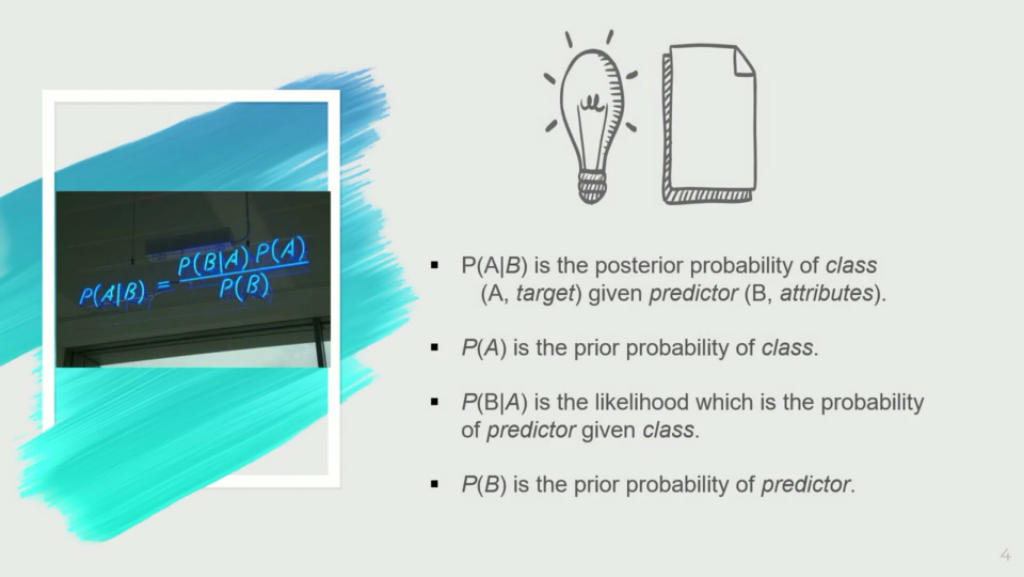 P(A|B) = P(B|A) P(A)
P(B)
▪ P(A|B) is the posterior probability of class
(A, target) given predictor (B, attributes).
▪ P(A) is the prior probability of class.
▪ P(B|A) is the likelihood which is the probability
of predictor given class.
▪ P(B) is the prior probability of predictor.
4